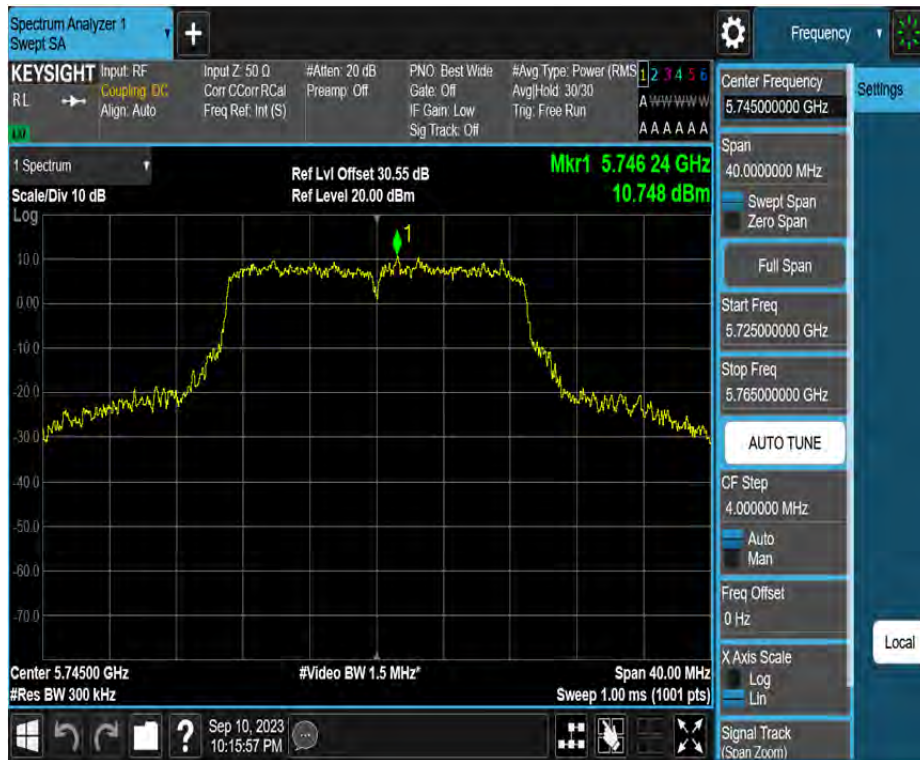 Spectrum Analyzer 1
Swept SA
+
Frequency
KEYSIGHT
RL
LXI
Input: RF
Coupling: DC
Align: Auto
Input Z: 50 Ω
Corr CCorr RCal
Freq Ref: Int (S)
#Atten: 20 dB
Preamp: Off
PNO: Best Wide
Gate: Off
IF Gain: Low
Sig Track: Off
#Avg Type: Power (RMS
Avg|Hold: 30/30
Trig: Free Run
1 2 3 4 5 6
A W W W W W
A A A A A A
1 Spectrum
Scale/Div 10 dB
Log
Ref Lvl Offset 30.55 dB
Ref Level 20.00 dBm
Mkr1 5.746 24 GHz
10.748 dBm
1
10.0
0.00
-10.0
-20.0
-30.0
-40.0
-50.0
-60.0
-70.0
Center 5.74500 GHz
#Res BW 300 kHz
#Video BW 1.5 MHz*
Span 40.00 MHz
Sweep 1.00 ms (1001 pts)
?
Sep 10, 2023
10:15:57 PM
Center Frequency
5.745000000 GHz
Span
40.0000000 MHz
Swept Span
Zero Span
Full Span
Start Freq
5.725000000 GHz
Stop Freq
5.765000000 GHz
AUTO TUNE
CF Step
4.000000 MHz
Auto
Man
Freq Offset
0 Hz
X Axis Scale
Log
Lin
Signal Track
(Span Zoom)
Settings
Local